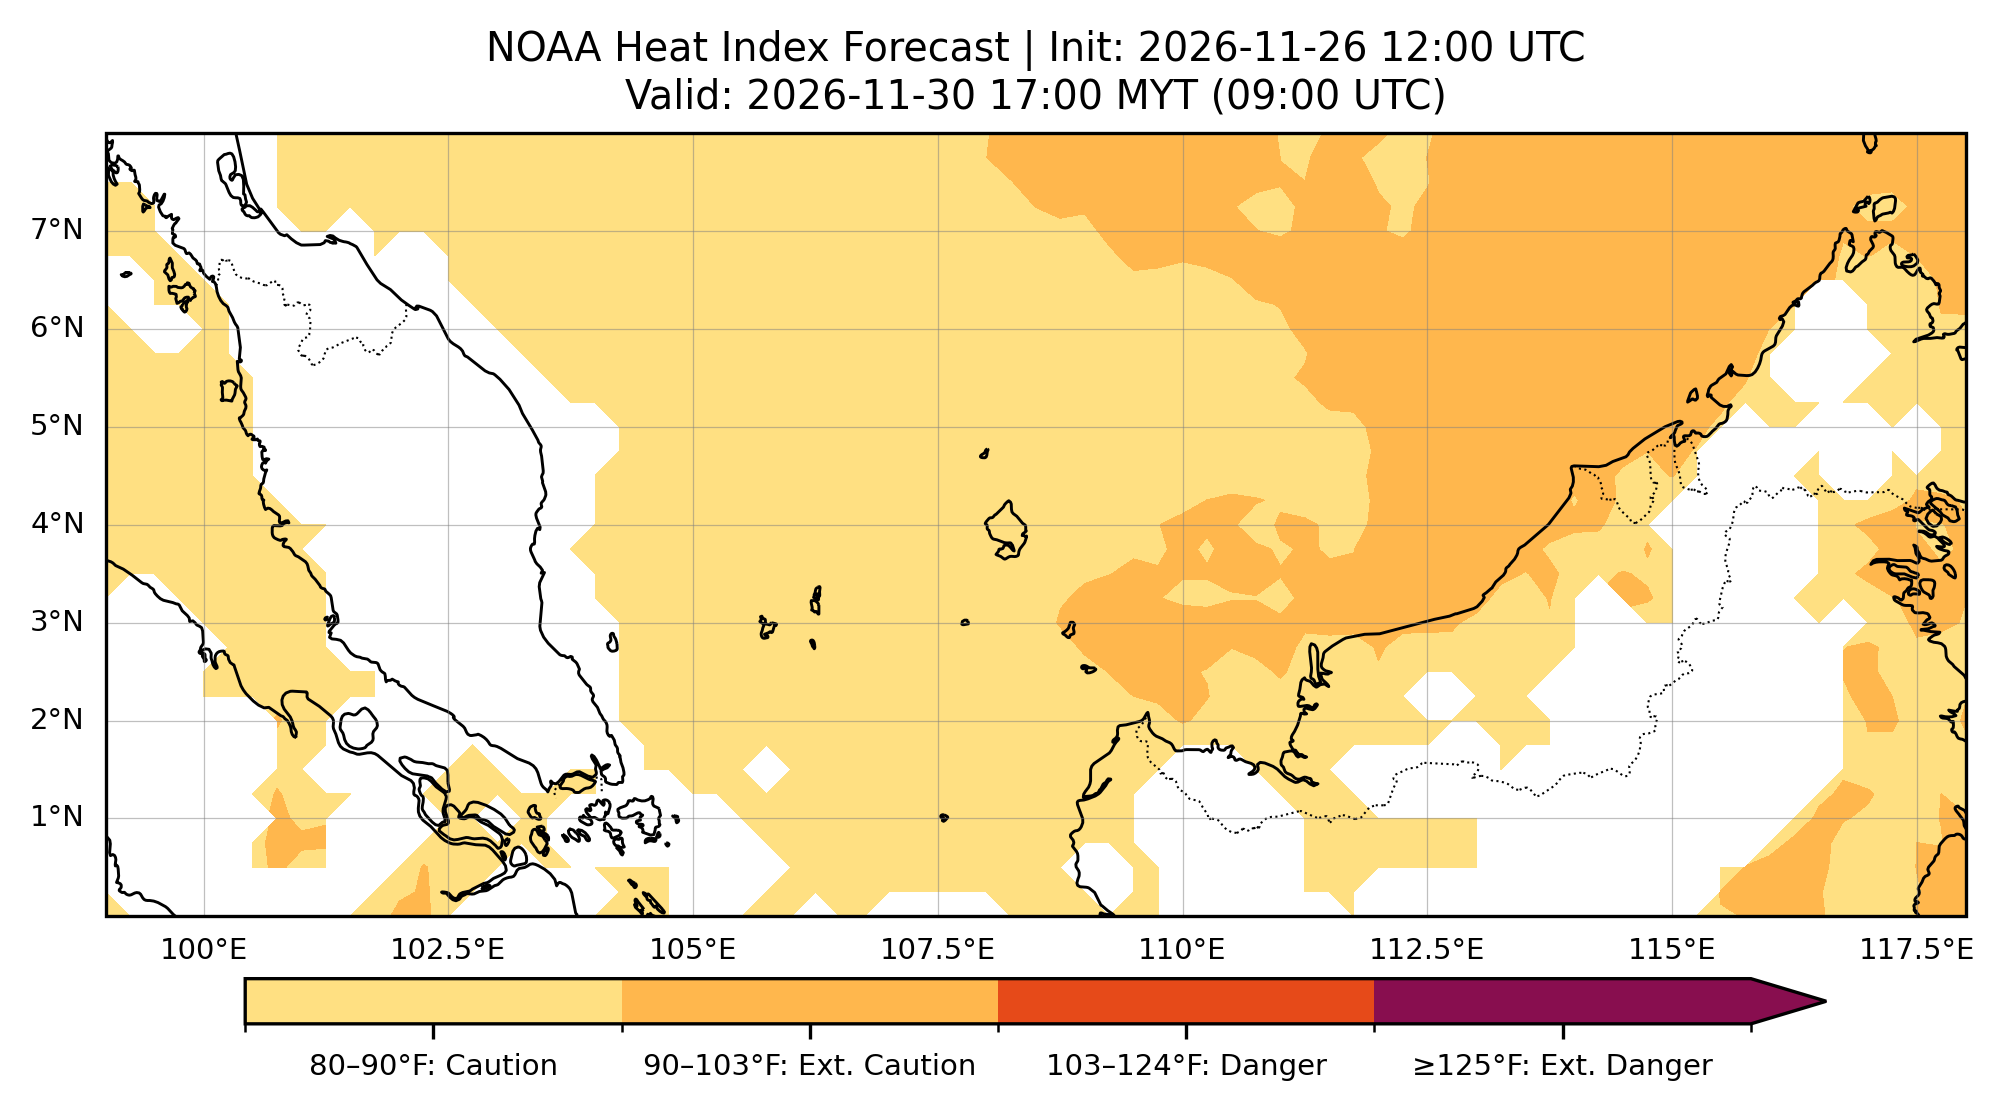 NOAA Heat Index Forecast | Init: 2026-11-26 12:00 UTC
Valid: 2026-11-30 17:00 MYT (09:00 UTC)
7°N
6°N
5°N
4°N
3°N
2°N
1°N
100°E 102.5°E 105°E 107.5°E 110°E 112.5°E 115°E 117.5°E
80–90°F: Caution 90–103°F: Ext. Caution 103–124°F: Danger ≥125°F: Ext. Danger